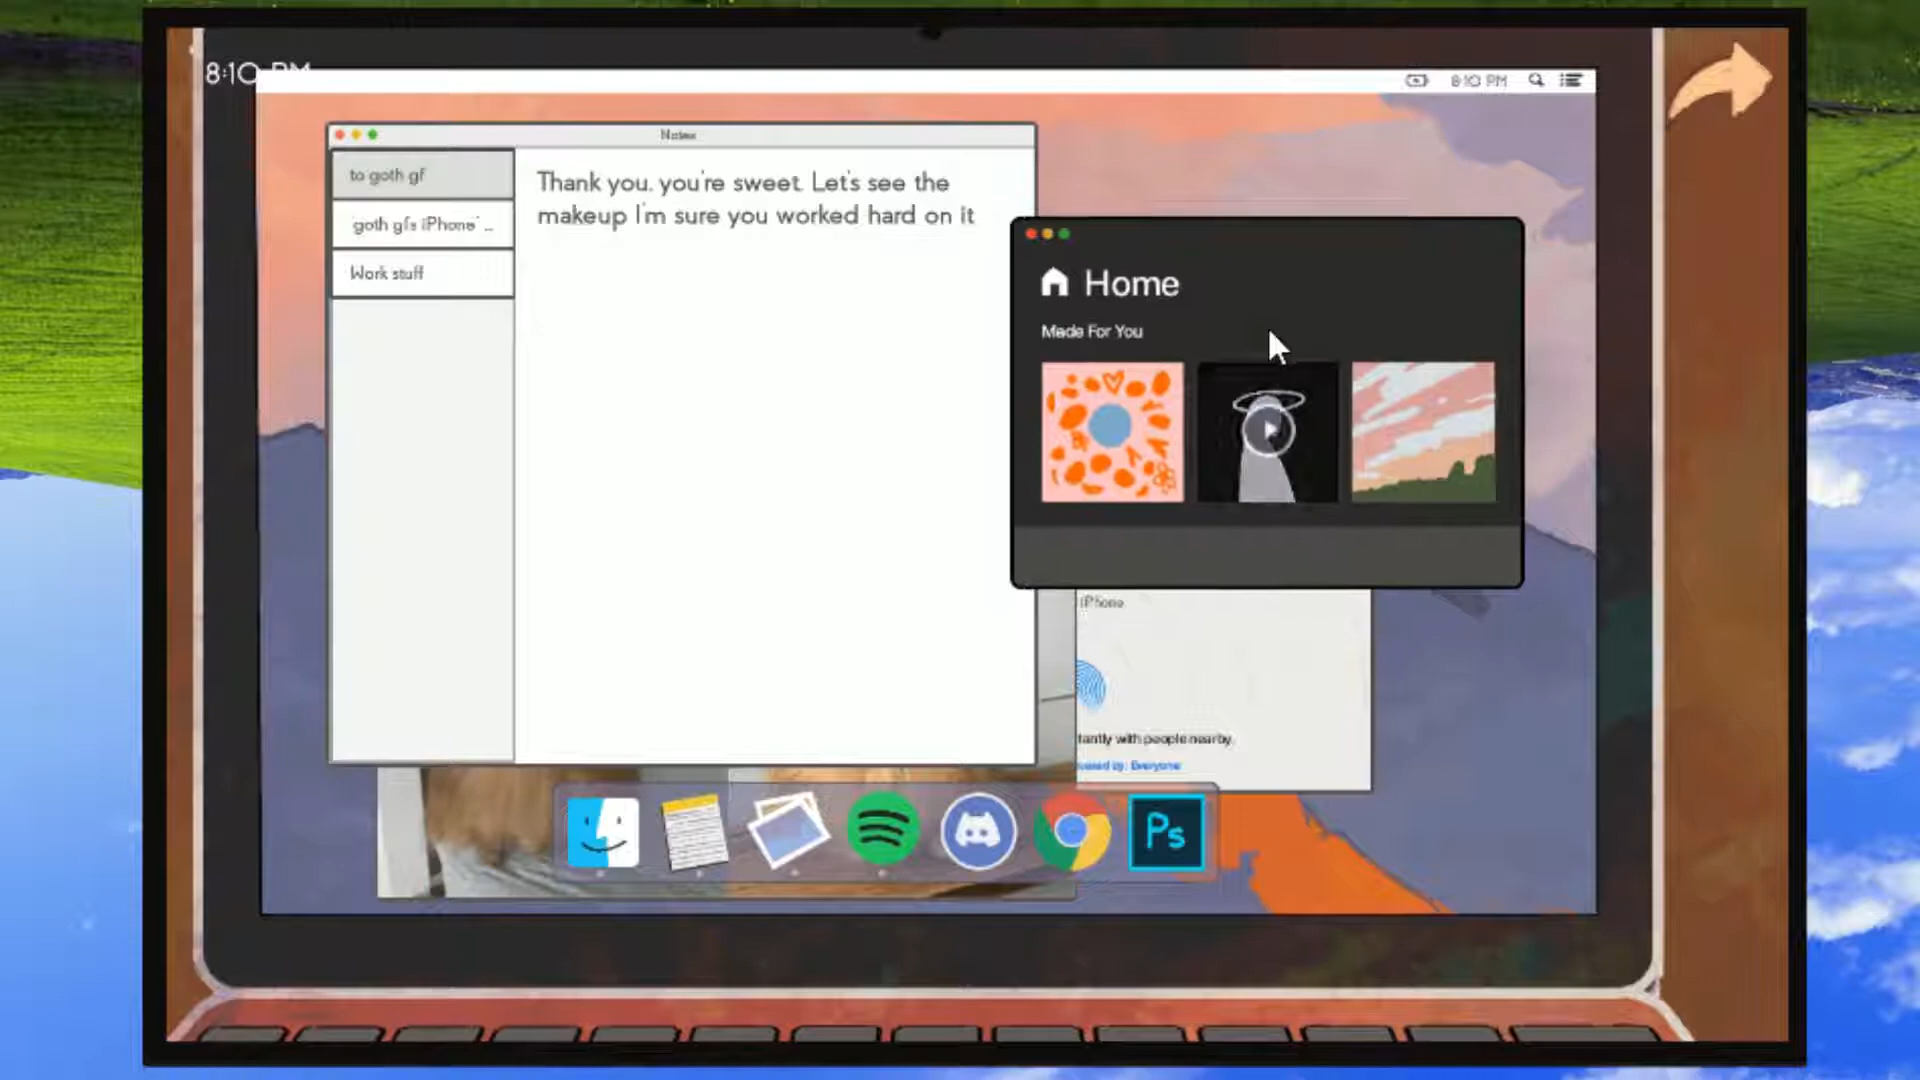 8:10 PM
8:10 PM
Notes
to goth gf
"goth gf's iPhone" ...
Work stuff
Thank you. you're sweet. Let's see the
makeup I'm sure you worked hard on it
Home
Made For You
iPhone
tantly with people nearby.
Everyone
Ps